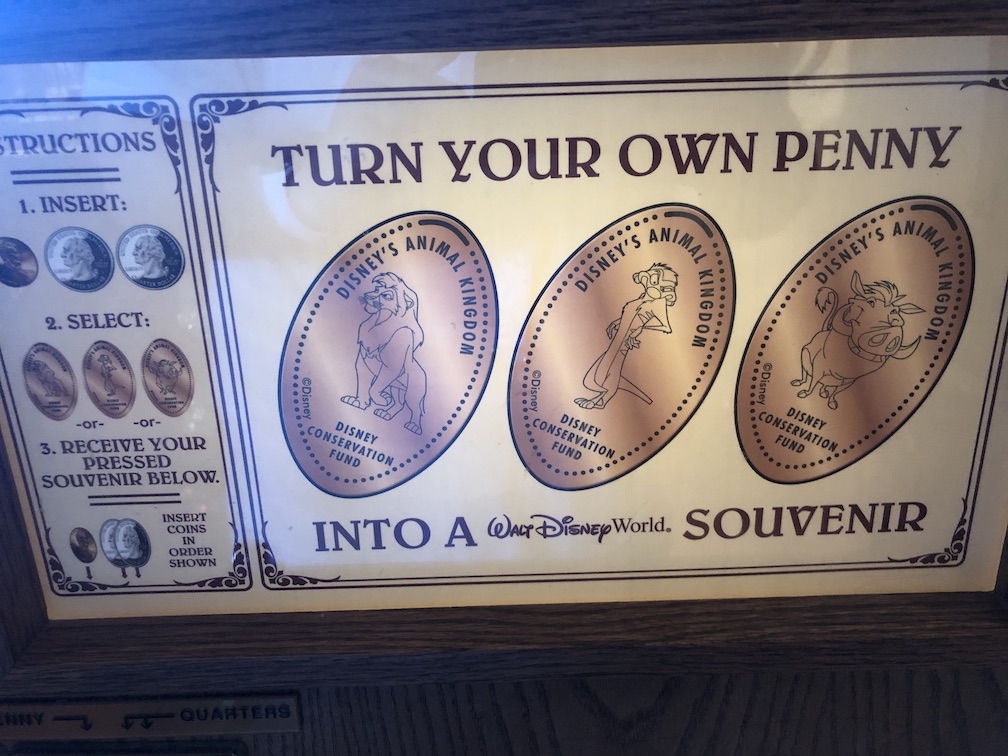 STRUCTIONS
1. INSERT:
2. SELECT:
-or- -or-
3. RECEIVE YOUR
PRESSED
SOUVENIR BELOW.
INSERT
COINS
IN
ORDER
SHOWN
TURN YOUR OWN PENNY
DISNEY'S ANIMAL KINGDOM
©Disney
DISNEY
CONSERVATION
FUND
DISNEY'S ANIMAL KINGDOM
©Disney
DISNEY
CONSERVATION
FUND
DISNEY'S ANIMAL KINGDOM
©Disney
DISNEY
CONSERVATION
FUND
INTO A Walt Disney World. SOUVENIR
ENNY QUARTERS